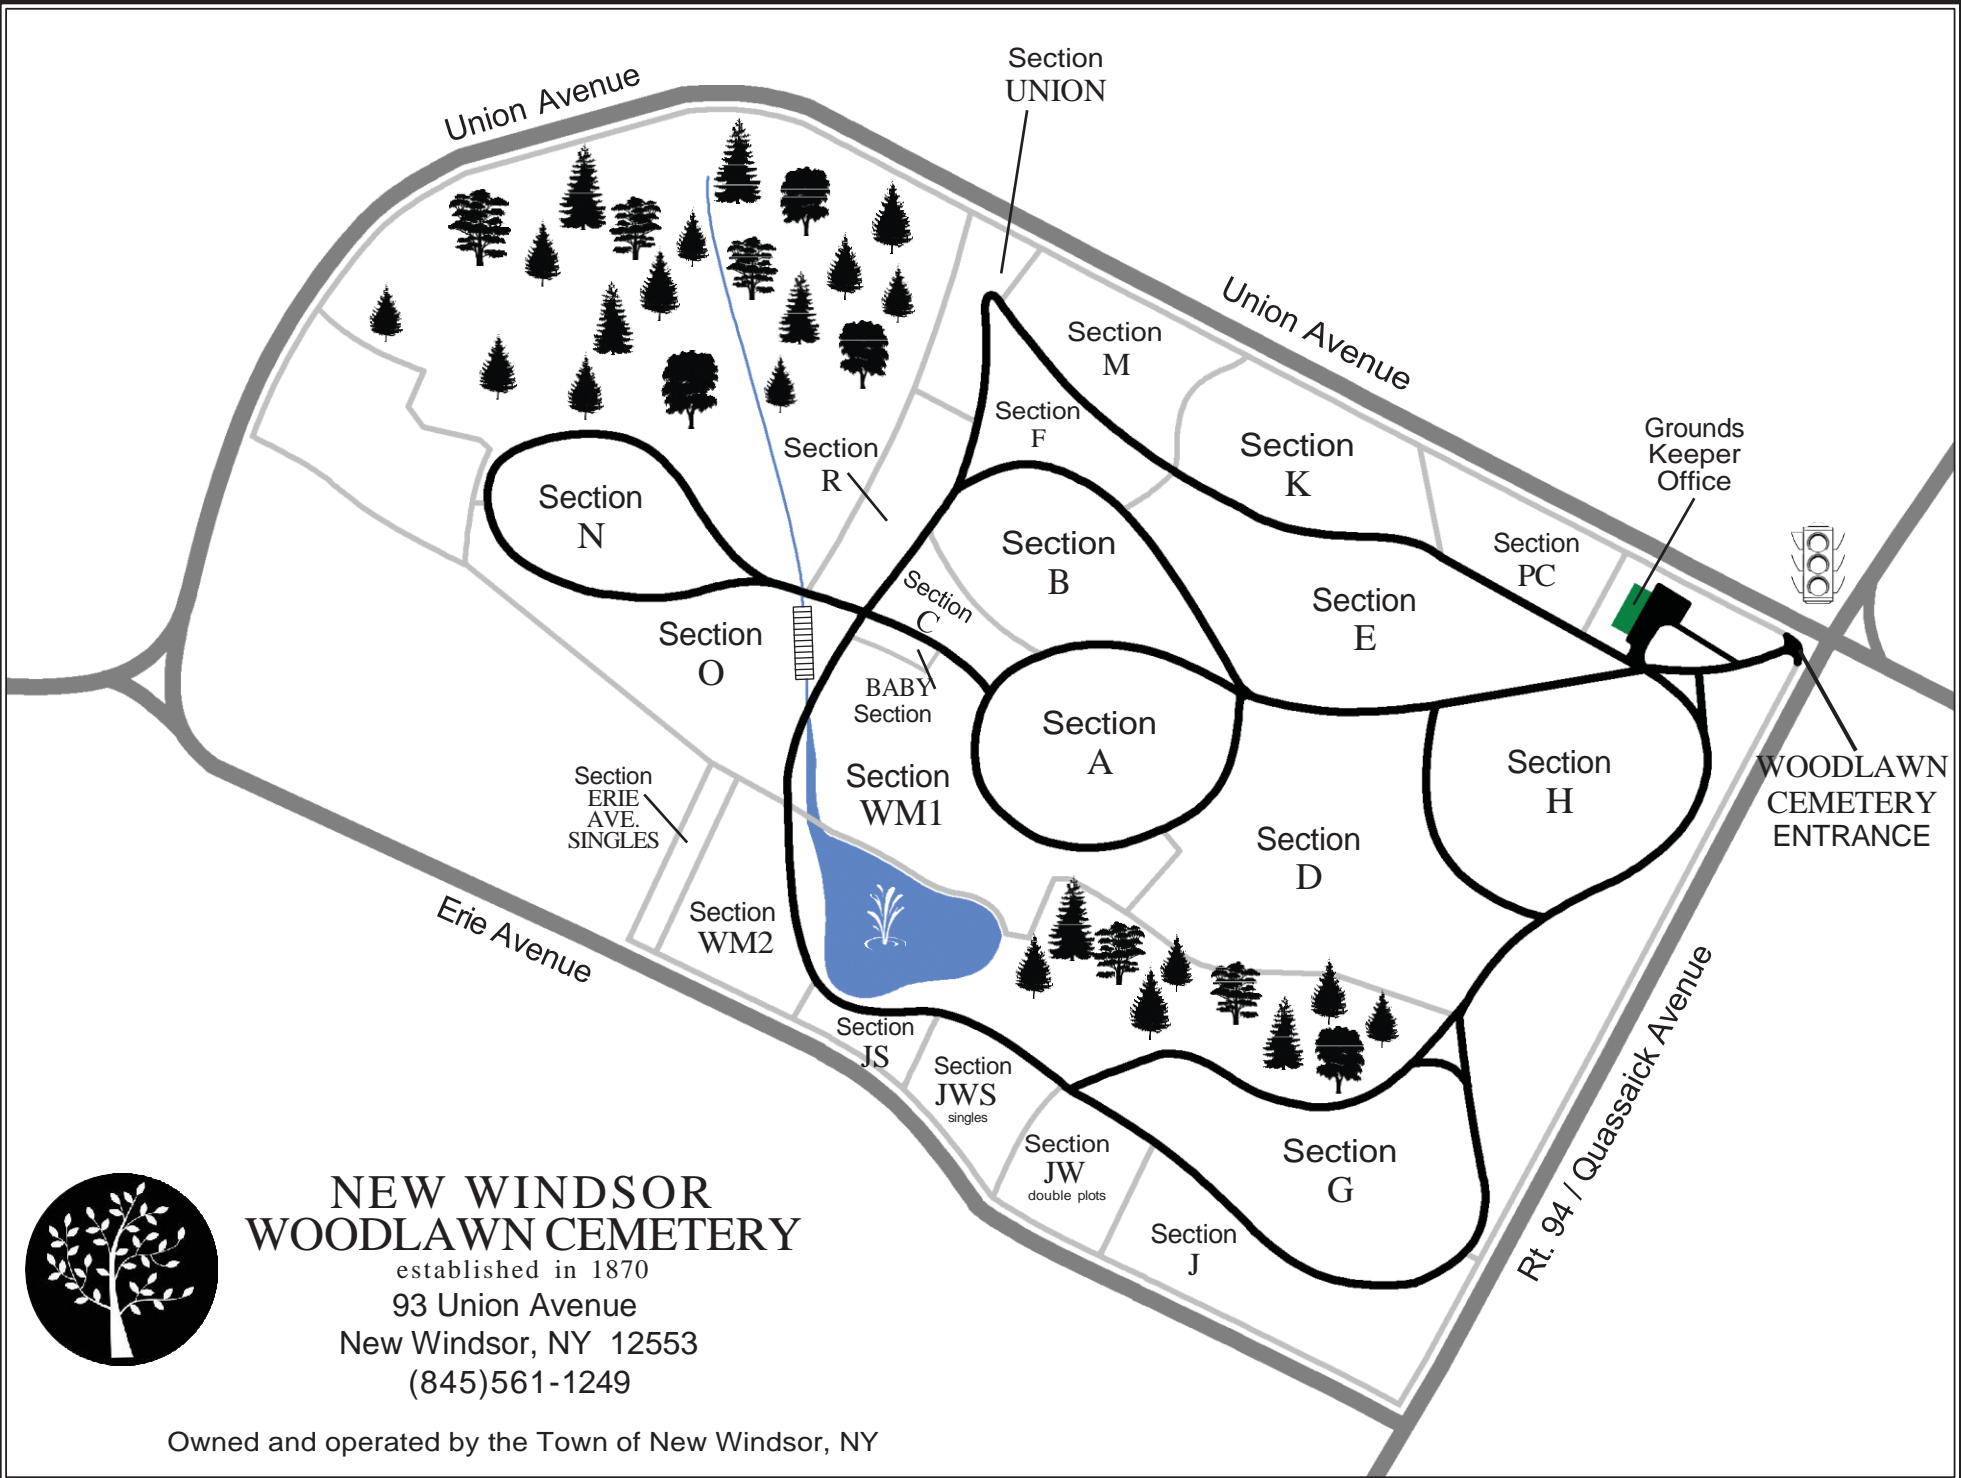 Section
UNION
Union Avenue
Union Avenue
Section
M
Section
F
Section
K
Grounds
Keeper
Office
Section
R
Section
N
Section
B
Section
PC
Section
C
Section
E
Section
O
BABY
Section
Section
A
Section
H
WOODLAWN
CEMETERY
ENTRANCE
Section
WM1
Section
ERIE
AVE.
SINGLES
Section
D
Section
WM2
Erie Avenue
Section
JS
Section
JWS
singles
Section
JW
double plots
Section
G
Section
J
Rt. 94 / Quassaick Avenue
NEW WINDSOR
WOODLAWN CEMETERY
established in 1870
93 Union Avenue
New Windsor, NY 12553
(845)561-1249
Owned and operated by the Town of New Windsor, NY